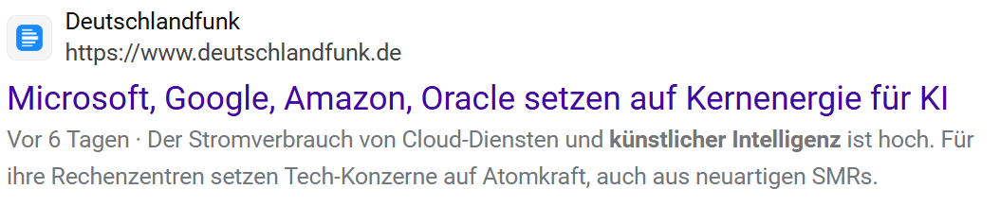 Deutschlandfunk
https://www.deutschlandfunk.de
Microsoft, Google, Amazon, Oracle setzen auf Kernenergie für KI
Vor 6 Tagen · Der Stromverbrauch von Cloud-Diensten und künstlicher Intelligenz ist hoch. Für
ihre Rechenzentren setzen Tech-Konzerne auf Atomkraft, auch aus neuartigen SMRs.